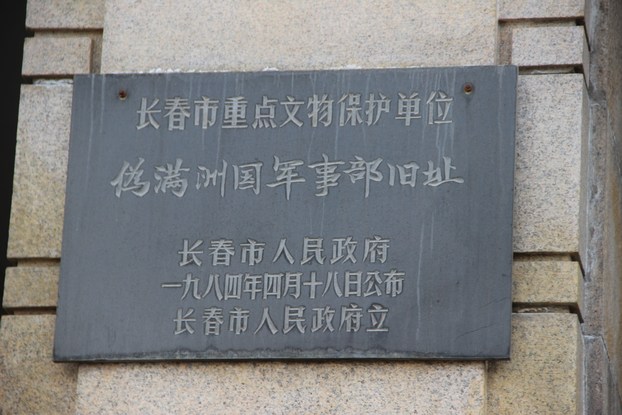 长春市重点文物保护单位
伪满洲国军事部旧址
长春市人民政府
一九八四年四月十八日公布
长春市人民政府立